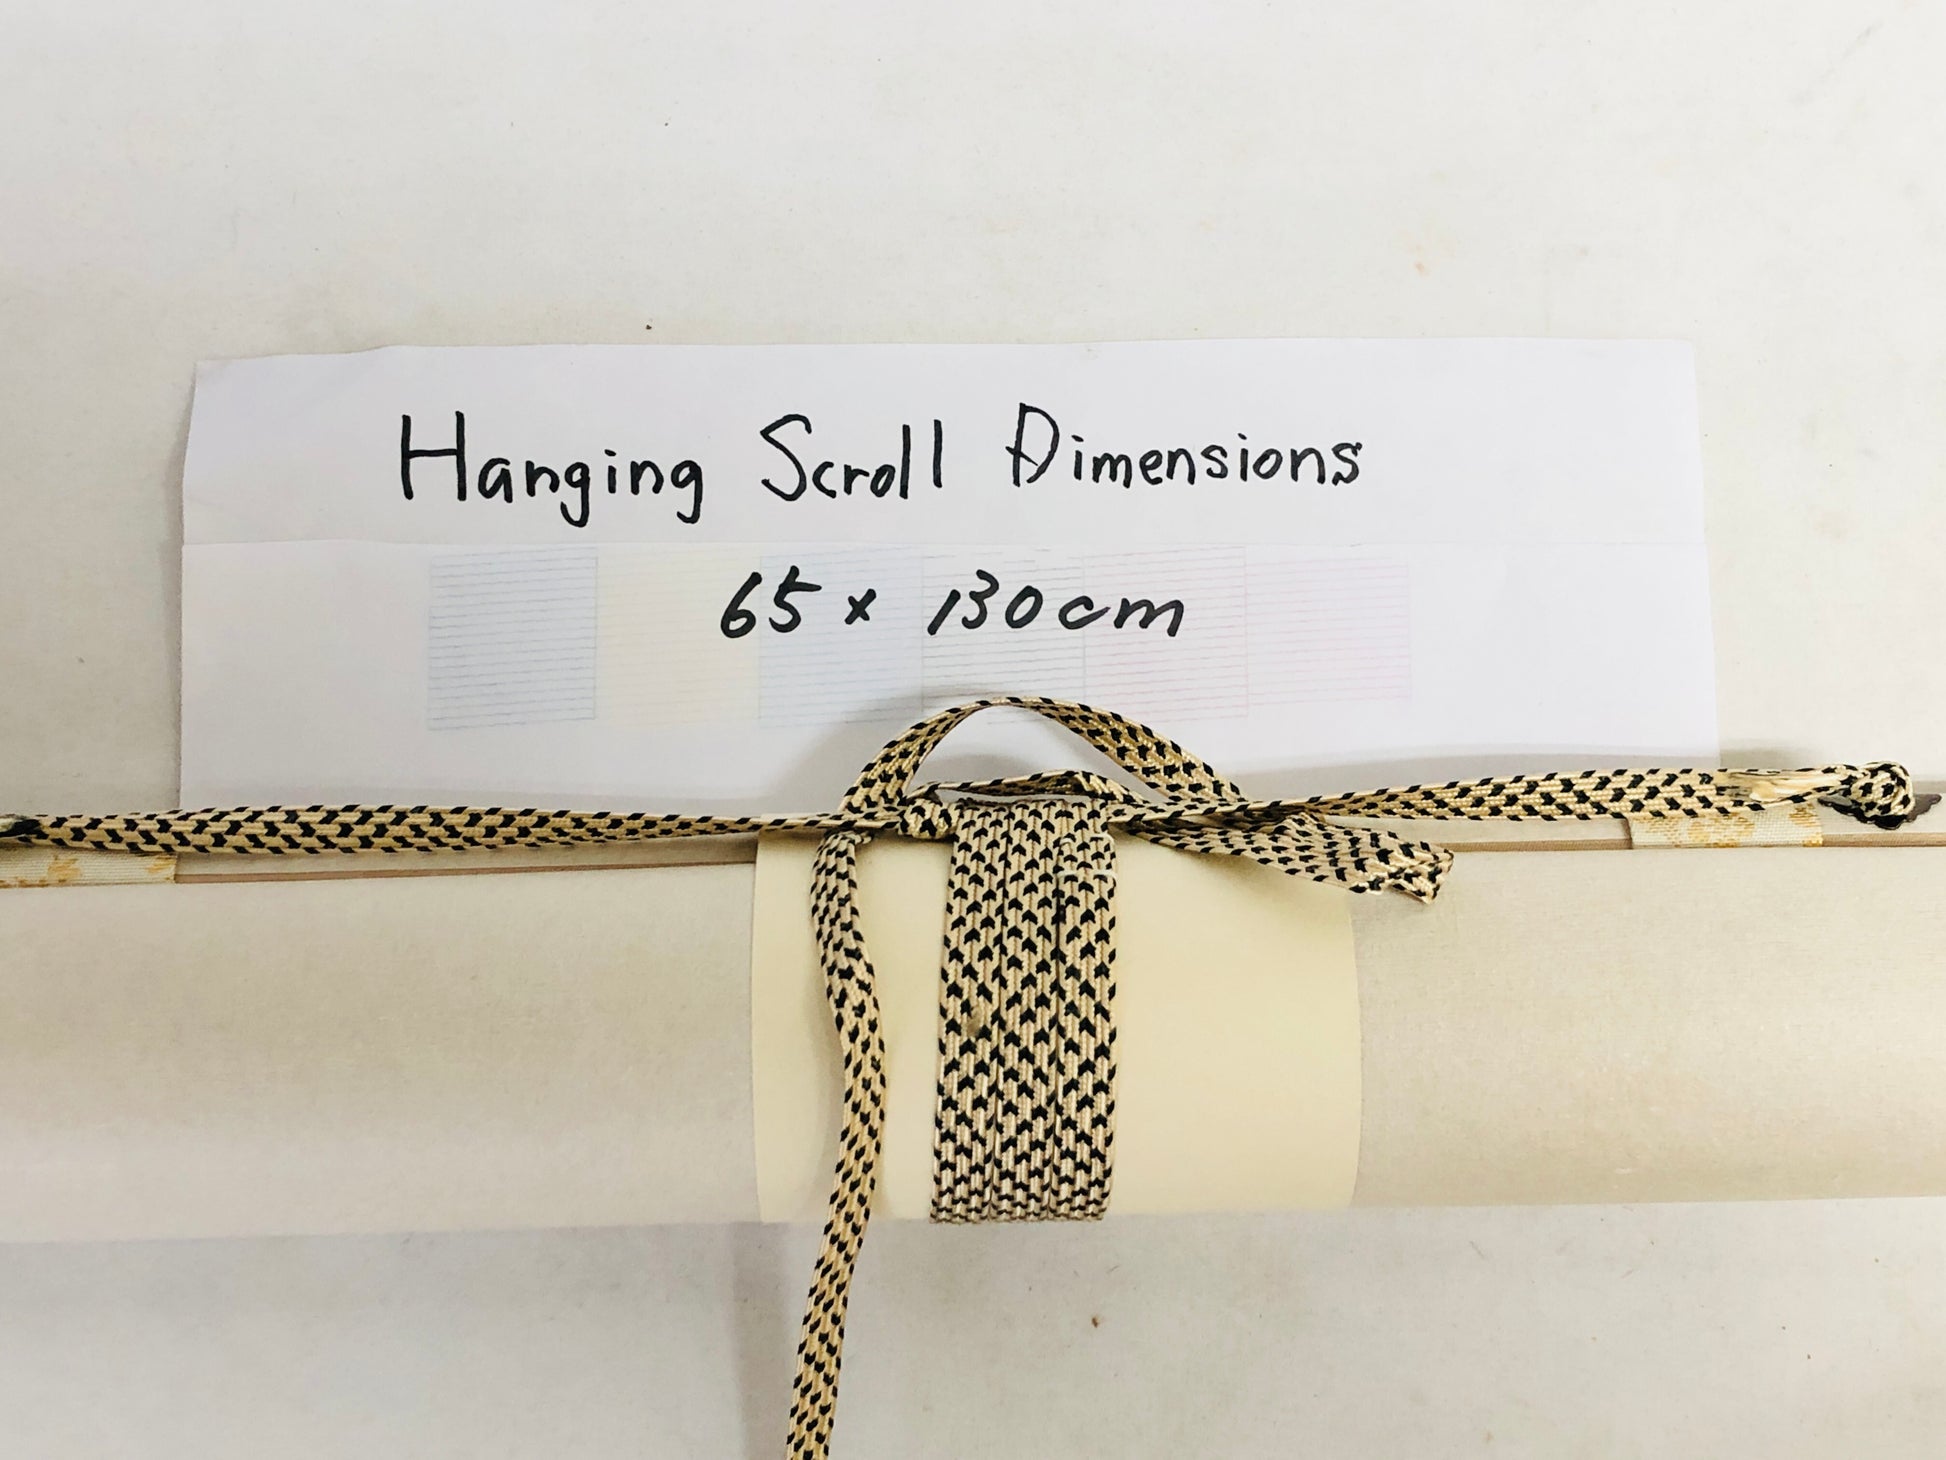 Hanging Scroll Dimensions
65 x 130cm